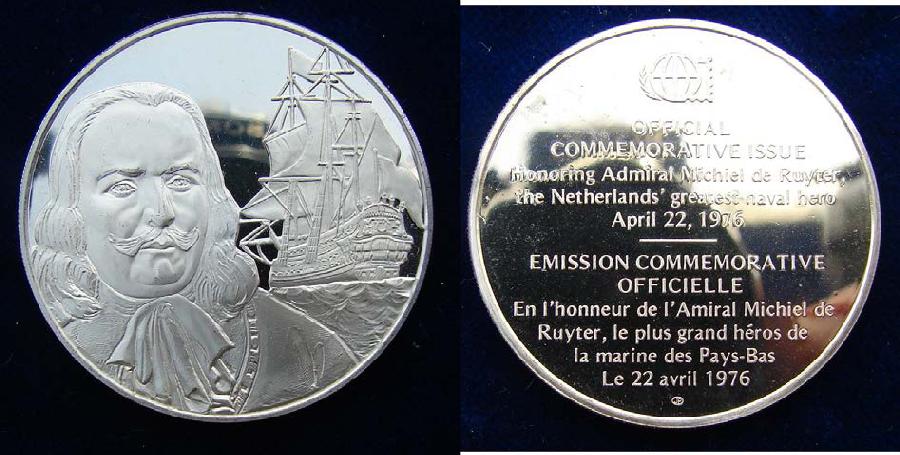 OFFICIAL
COMMEMORATIVE ISSUE
Honoring Admiral Michiel de Ruyter,
the Netherlands' greatest naval hero
April 22, 1976
EMISSION COMMEMORATIVE
OFFICIELLE
En l'honneur de l'Amiral Michiel de
Ruyter, le plus grand héros de
la marine des Pays-Bas
Le 22 avril 1976